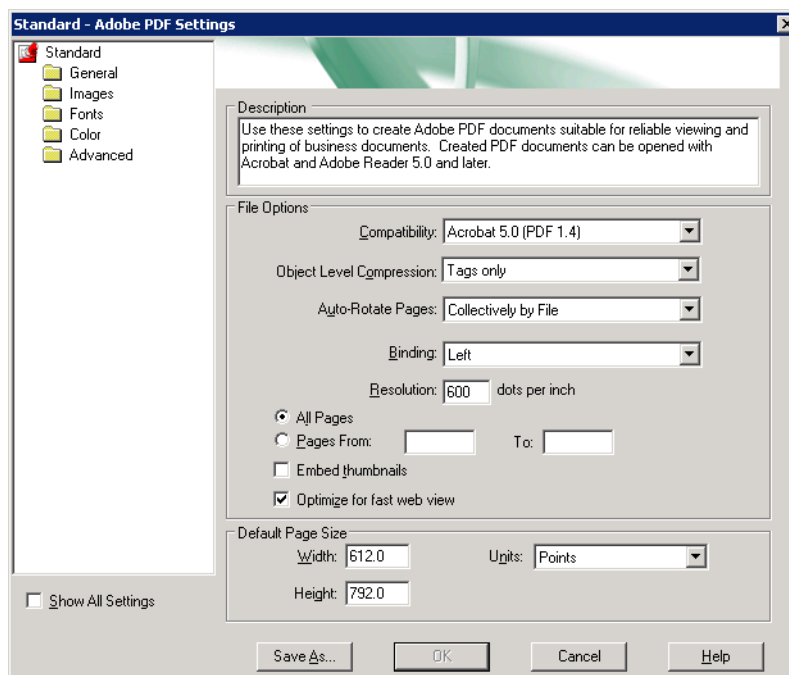 Standard - Adobe PDF Settings
Standard
General
Images
Fonts
Color
Advanced
Show All Settings
Description
Use these settings to create Adobe PDF documents suitable for reliable viewing and
printing of business documents.  Created PDF documents can be opened with
Acrobat and Adobe Reader 5.0 and later.
File Options
Compatibility: Acrobat 5.0 (PDF 1.4)
Object Level Compression: Tags only
Auto-Rotate Pages: Collectively by File
Binding: Left
Resolution: 600 dots per inch
All Pages
Pages From: To:
Embed thumbnails
Optimize for fast web view
Default Page Size
Width: 612.0 Units: Points
Height: 792.0
Save As... OK Cancel Help